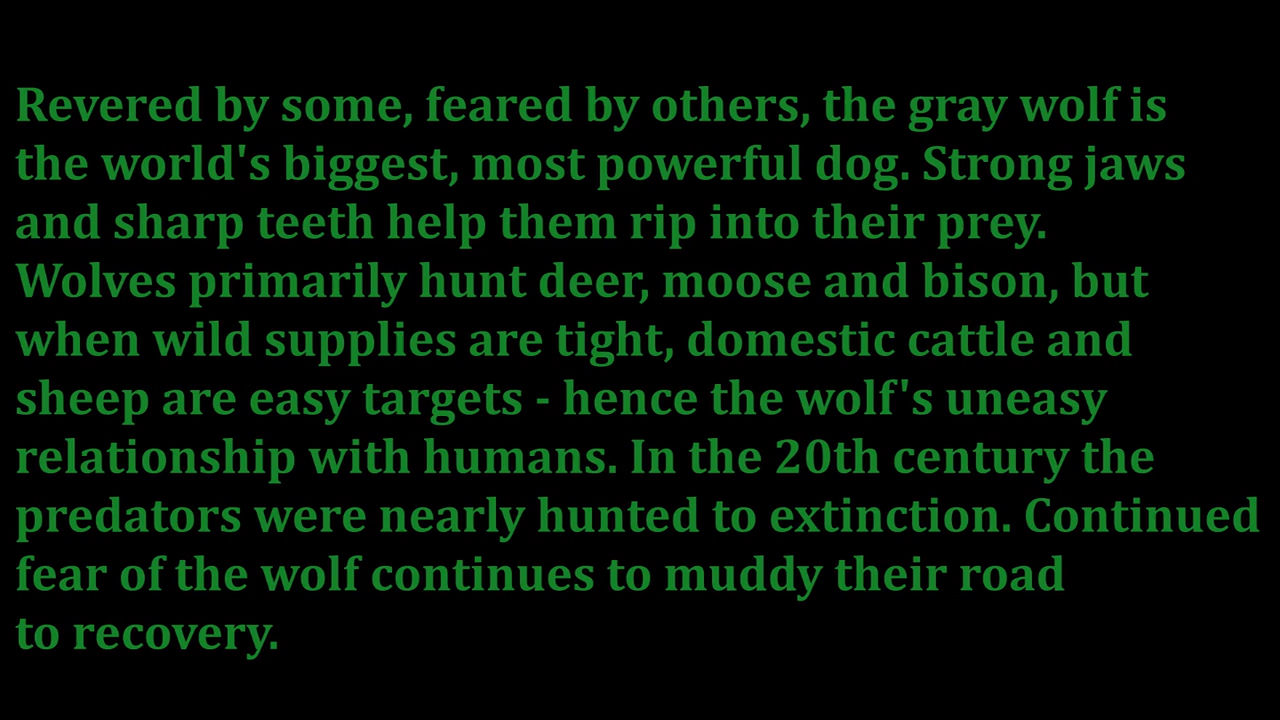 Revered by some, feared by others, the gray wolf is
the world's biggest, most powerful dog. Strong jaws
and sharp teeth help them rip into their prey.
Wolves primarily hunt deer, moose and bison, but
when wild supplies are tight, domestic cattle and
sheep are easy targets - hence the wolf's uneasy
relationship with humans. In the 20th century the
predators were nearly hunted to extinction. Continued
fear of the wolf continues to muddy their road
to recovery.